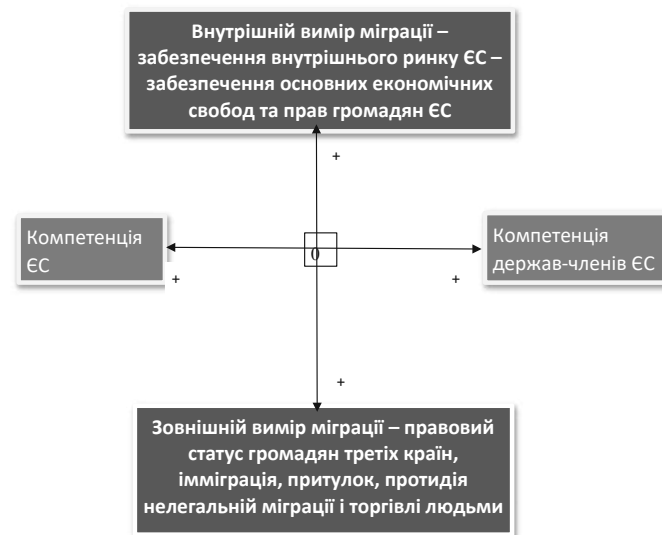 Внутрішній вимір міграції –
забезпечення внутрішнього ринку ЄС –
забезпечення основних економічних
свобод та прав громадян ЄС
+
Компетенція
ЄС
0
Компетенція
держав-членів ЄС
+
+
+
Зовнішній вимір міграції – правовий
статус громадян третіх країн,
імміграція, притулок, протидія
нелегальній міграції і торгівлі людьми